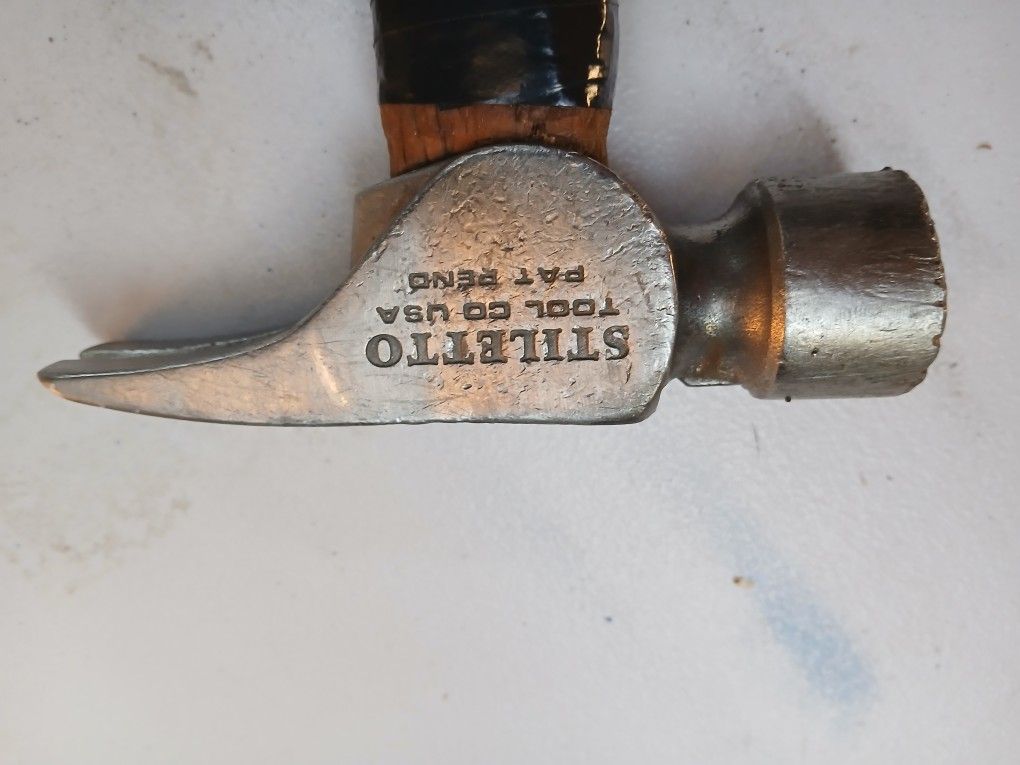 STILETTO
TOOL CO USA
PAT PEND